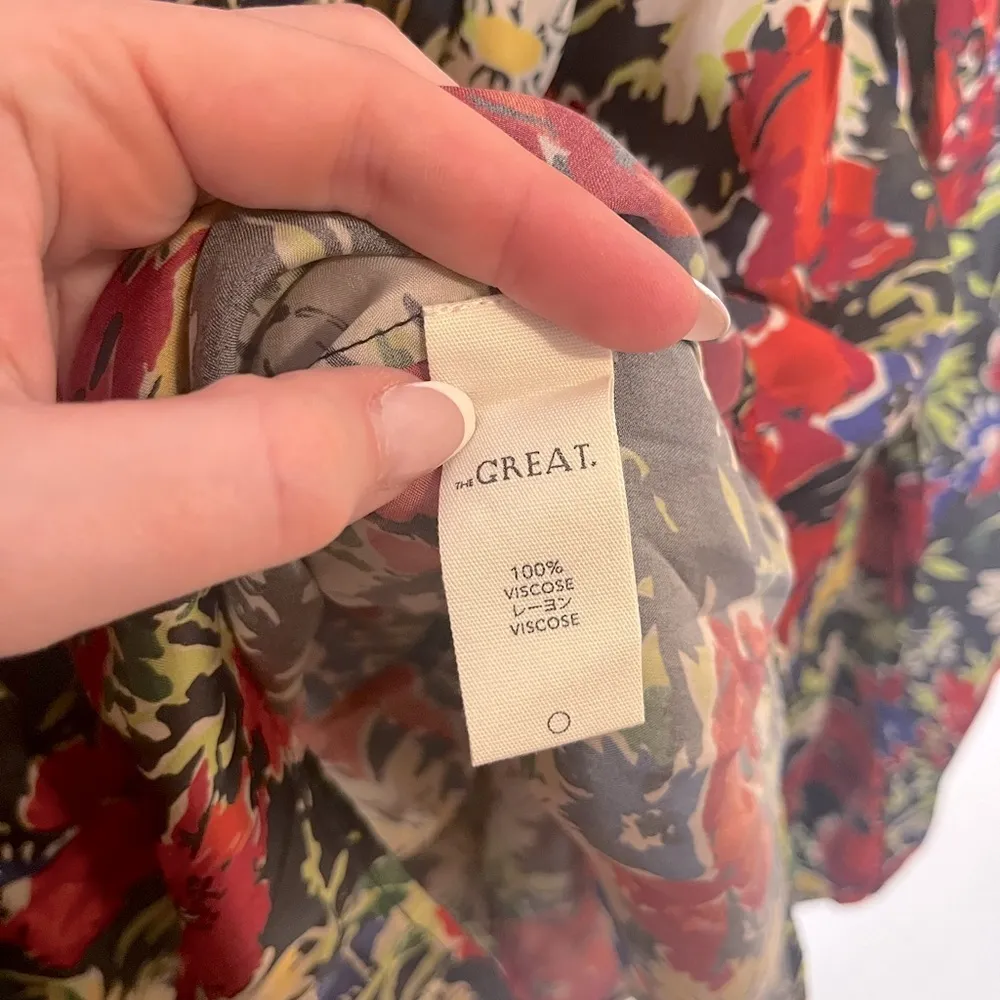 THE GREAT.
100%
VISCOSE
レーヨン
VISCOSE